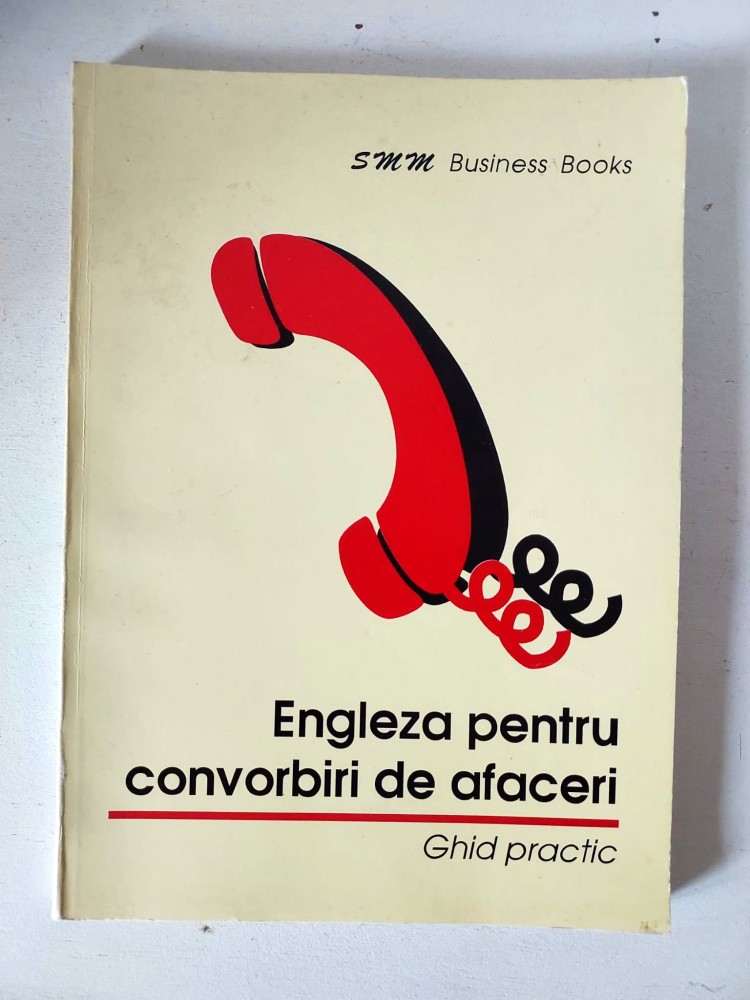 SMM Business Books
Engleza pentru
convorbiri de afaceri
Ghid practic